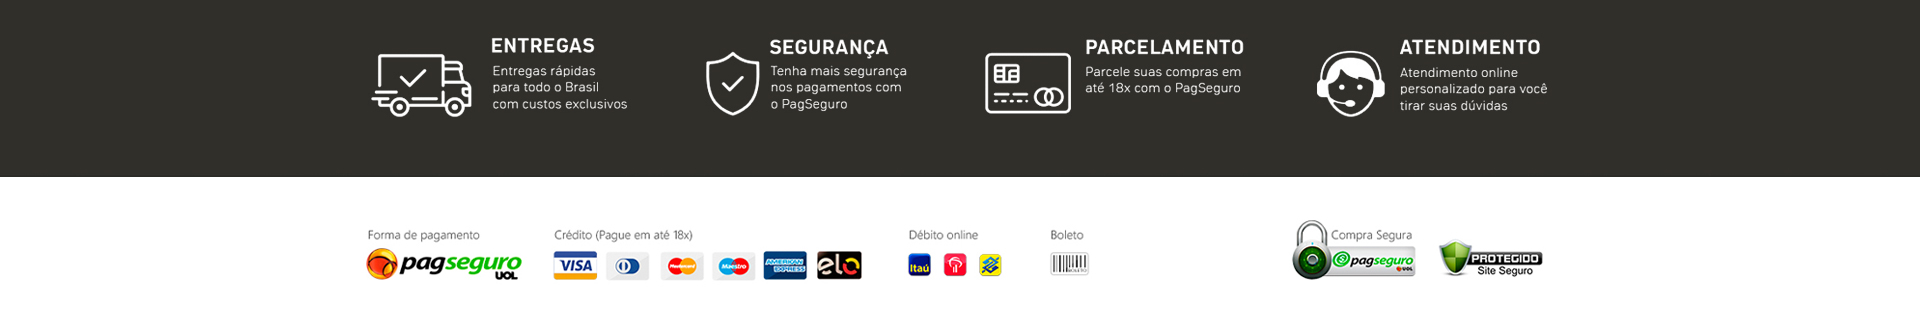 ENTREGAS
Entregas rápidas
para todo o Brasil
com custos exclusivos
SEGURANÇA
Tenha mais segurança
nos pagamentos com
o PagSeguro
PARCELAMENTO
Parcele suas compras em
até 18x com o PagSeguro
ATENDIMENTO
Atendimento online
personalizado para você
tirar suas dúvidas
Forma de pagamento
pagseguro
UOL
Crédito (Pague em até 18x)
VISA
MasterCard
Maestro
AMERICAN
EXPRESS
elo
Débito online
Itaú
Boleto
BOLETO
Compra Segura
pagseguro
UOL
PROTEGIDO
Site Seguro